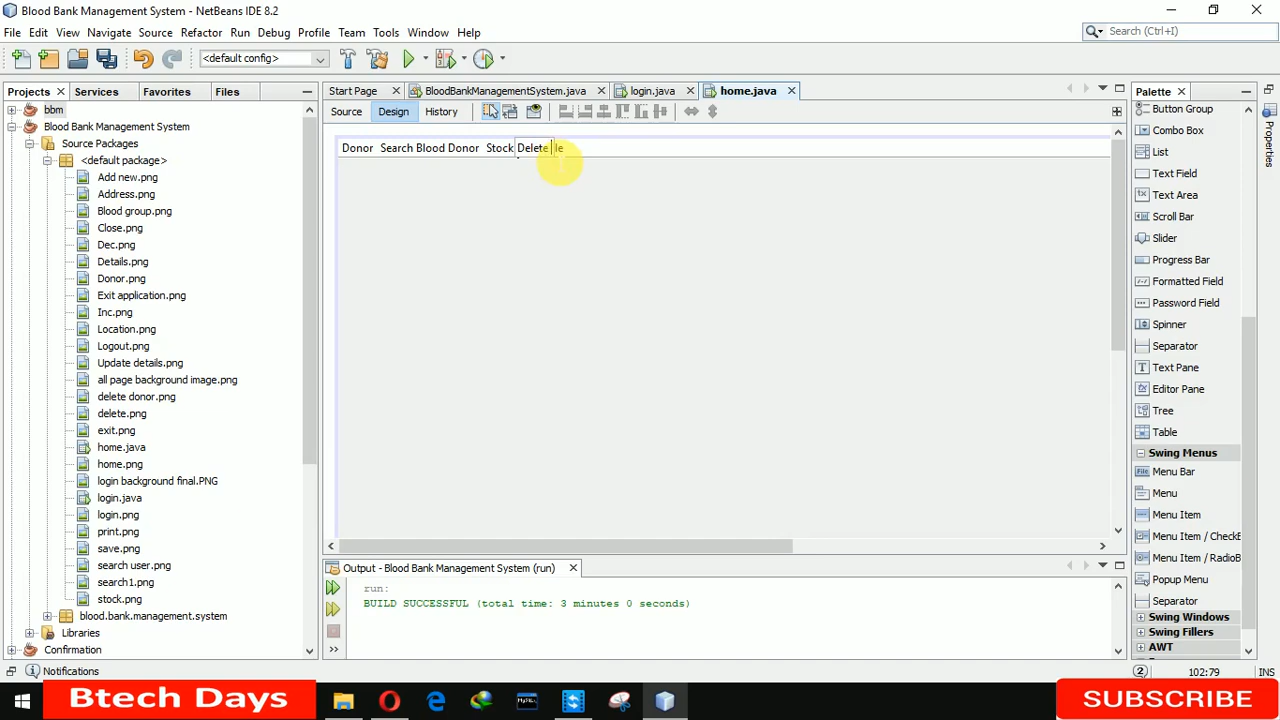 Blood Bank Management System - NetBeans IDE 8.2
File Edit View Navigate Source Refactor Run Debug Profile Team Tools Window Help
Search (Ctrl+I)
<default config>
Projects Services Favorites Files
Start Page BloodBankManagementSystem.java login.java home.java
Palette
Source Design History
bbm
Blood Bank Management System
Source Packages
<default package>
Add new.png
Address.png
Blood group.png
Close.png
Dec.png
Details.png
Donor.png
Exit application.png
Inc.png
Location.png
Logout.png
Update details.png
all page background image.png
delete donor.png
delete.png
exit.png
home.java
home.png
login background final.PNG
login.java
login.png
print.png
save.png
search user.png
search1.png
stock.png
blood.bank.management.system
Libraries
Confirmation
Donor Search Blood Donor Stock Delete
Button Group
Combo Box
List
Text Field
Text Area
Scroll Bar
Slider
Progress Bar
Formatted Field
Password Field
Spinner
Separator
Text Pane
Editor Pane
Tree
Table
Swing Menus
Menu Bar
Menu
Menu Item
Menu Item / CheckB
Menu Item / RadioB
Popup Menu
Separator
Swing Windows
Swing Fillers
AWT
Properties
Output - Blood Bank Management System (run)
run:
BUILD SUCCESSFUL (total time: 3 minutes 0 seconds)
Notifications
102:79
Btech Days
SUBSCRIBE